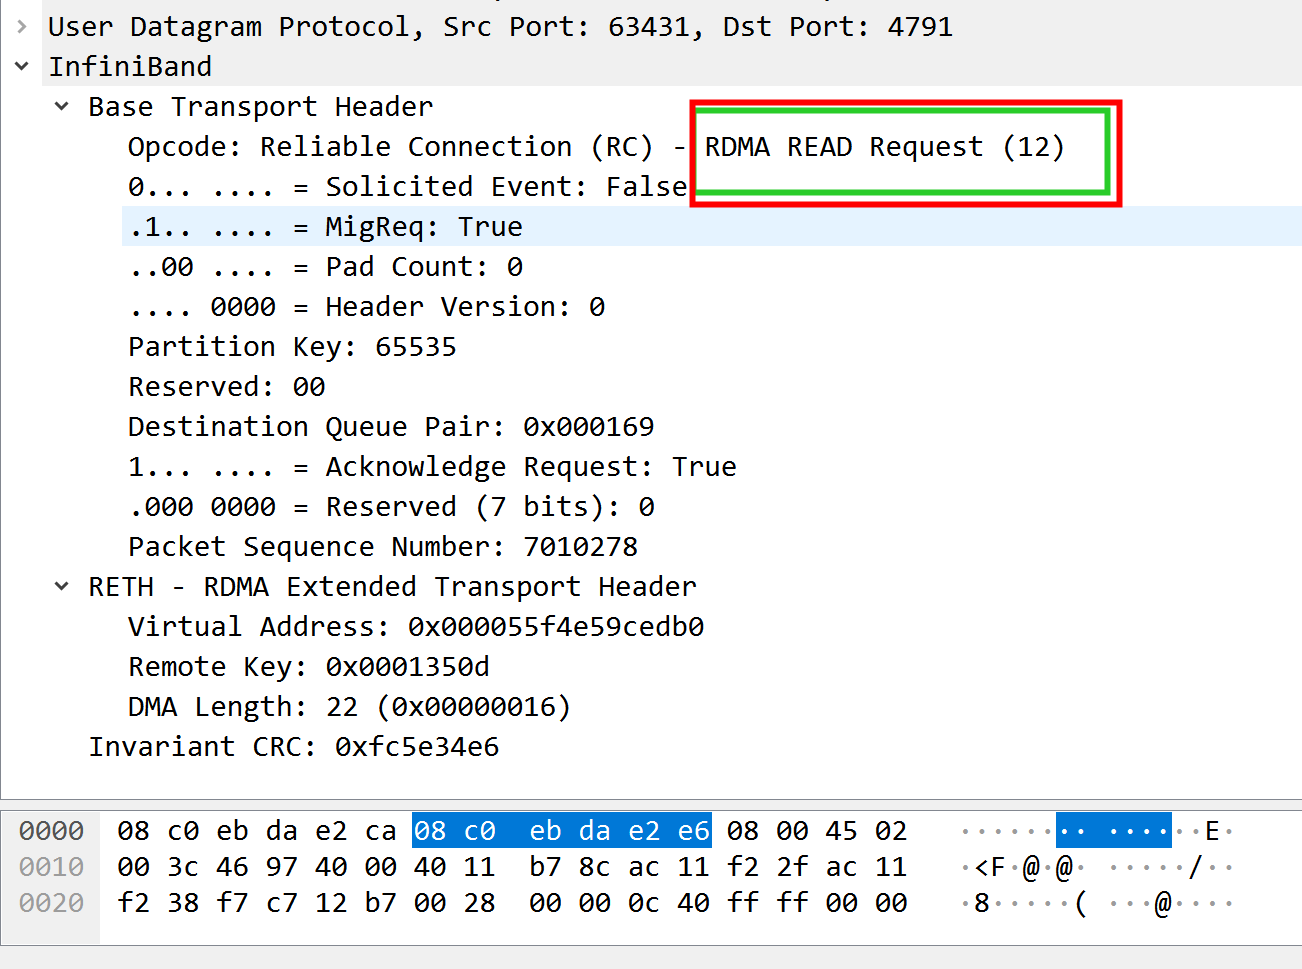 User Datagram Protocol, Src Port: 63431, Dst Port: 4791
InfiniBand
Base Transport Header
Opcode: Reliable Connection (RC) - RDMA READ Request (12)
0... .... = Solicited Event: False
.1.. .... = MigReq: True
..00 .... = Pad Count: 0
.... 0000 = Header Version: 0
Partition Key: 65535
Reserved: 00
Destination Queue Pair: 0x000169
1... .... = Acknowledge Request: True
.000 0000 = Reserved (7 bits): 0
Packet Sequence Number: 7010278
RETH - RDMA Extended Transport Header
Virtual Address: 0x000055f4e59cedb0
Remote Key: 0x0001350d
DMA Length: 22 (0x00000016)
Invariant CRC: 0xfc5e34e6
0000 08 c0 eb da e2 ca 08 c0 eb da e2 e6 08 00 45 02 ········ ······E·
0010 00 3c 46 97 40 00 40 11 b7 8c ac 11 f2 2f ac 11 ·<F·@·@· ·····/··
0020 f2 38 f7 c7 12 b7 00 28 00 00 0c 40 ff ff 00 00 ·8·····( ···@····